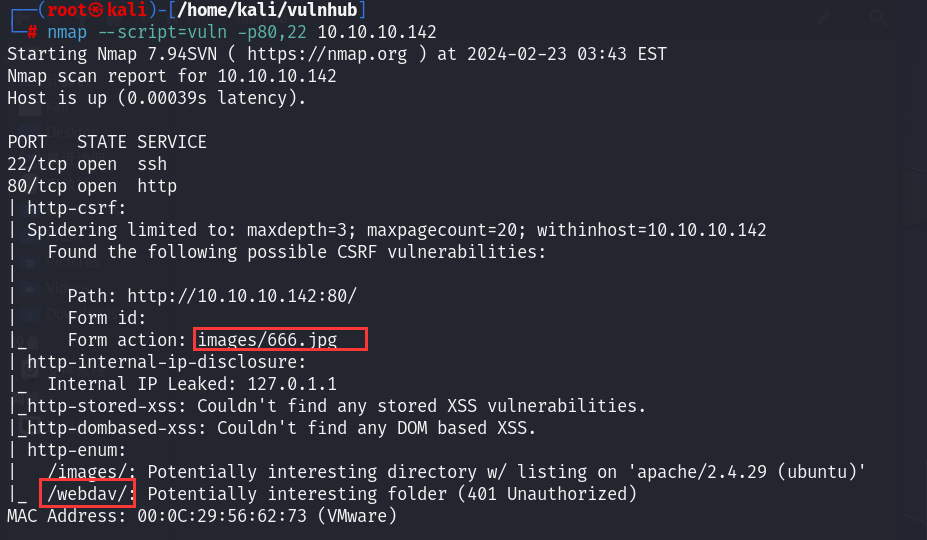 ┌──(root㉿kali)-[/home/kali/vulnhub]
└─# nmap --script=vuln -p80,22 10.10.10.142
Starting Nmap 7.94SVN ( https://nmap.org ) at 2024-02-23 03:43 EST
Nmap scan report for 10.10.10.142
Host is up (0.00039s latency).

PORT   STATE SERVICE
22/tcp open  ssh
80/tcp open  http
| http-csrf:
| Spidering limited to: maxdepth=3; maxpagecount=20; withinhost=10.10.10.142
|   Found the following possible CSRF vulnerabilities:
|
|     Path: http://10.10.10.142:80/
|     Form id:
|_    Form action: images/666.jpg
| http-internal-ip-disclosure:
|_  Internal IP Leaked: 127.0.1.1
|_http-stored-xss: Couldn't find any stored XSS vulnerabilities.
|_http-dombased-xss: Couldn't find any DOM based XSS.
| http-enum:
|   /images/: Potentially interesting directory w/ listing on 'apache/2.4.29 (ubuntu)'
|_  /webdav/: Potentially interesting folder (401 Unauthorized)
MAC Address: 00:0C:29:56:62:73 (VMware)